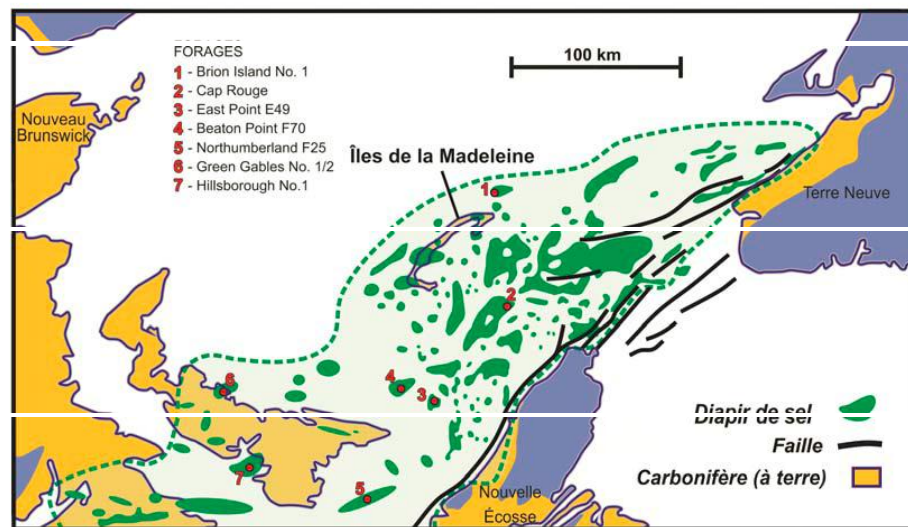 FORAGES
1 - Brion Island No. 1
2 - Cap Rouge
3 - East Point E49
4 - Beaton Point F70
5 - Northumberland F25
6 - Green Gables No. 1/2
7 - Hillsborough No.1
100 km
Nouveau
Brunswick
Îles de la Madeleine
1
Terre Neuve
2
6
4
3
7
5
Diapir de sel
Faille
Carbonifère (à terre)
Nouvelle
Écosse